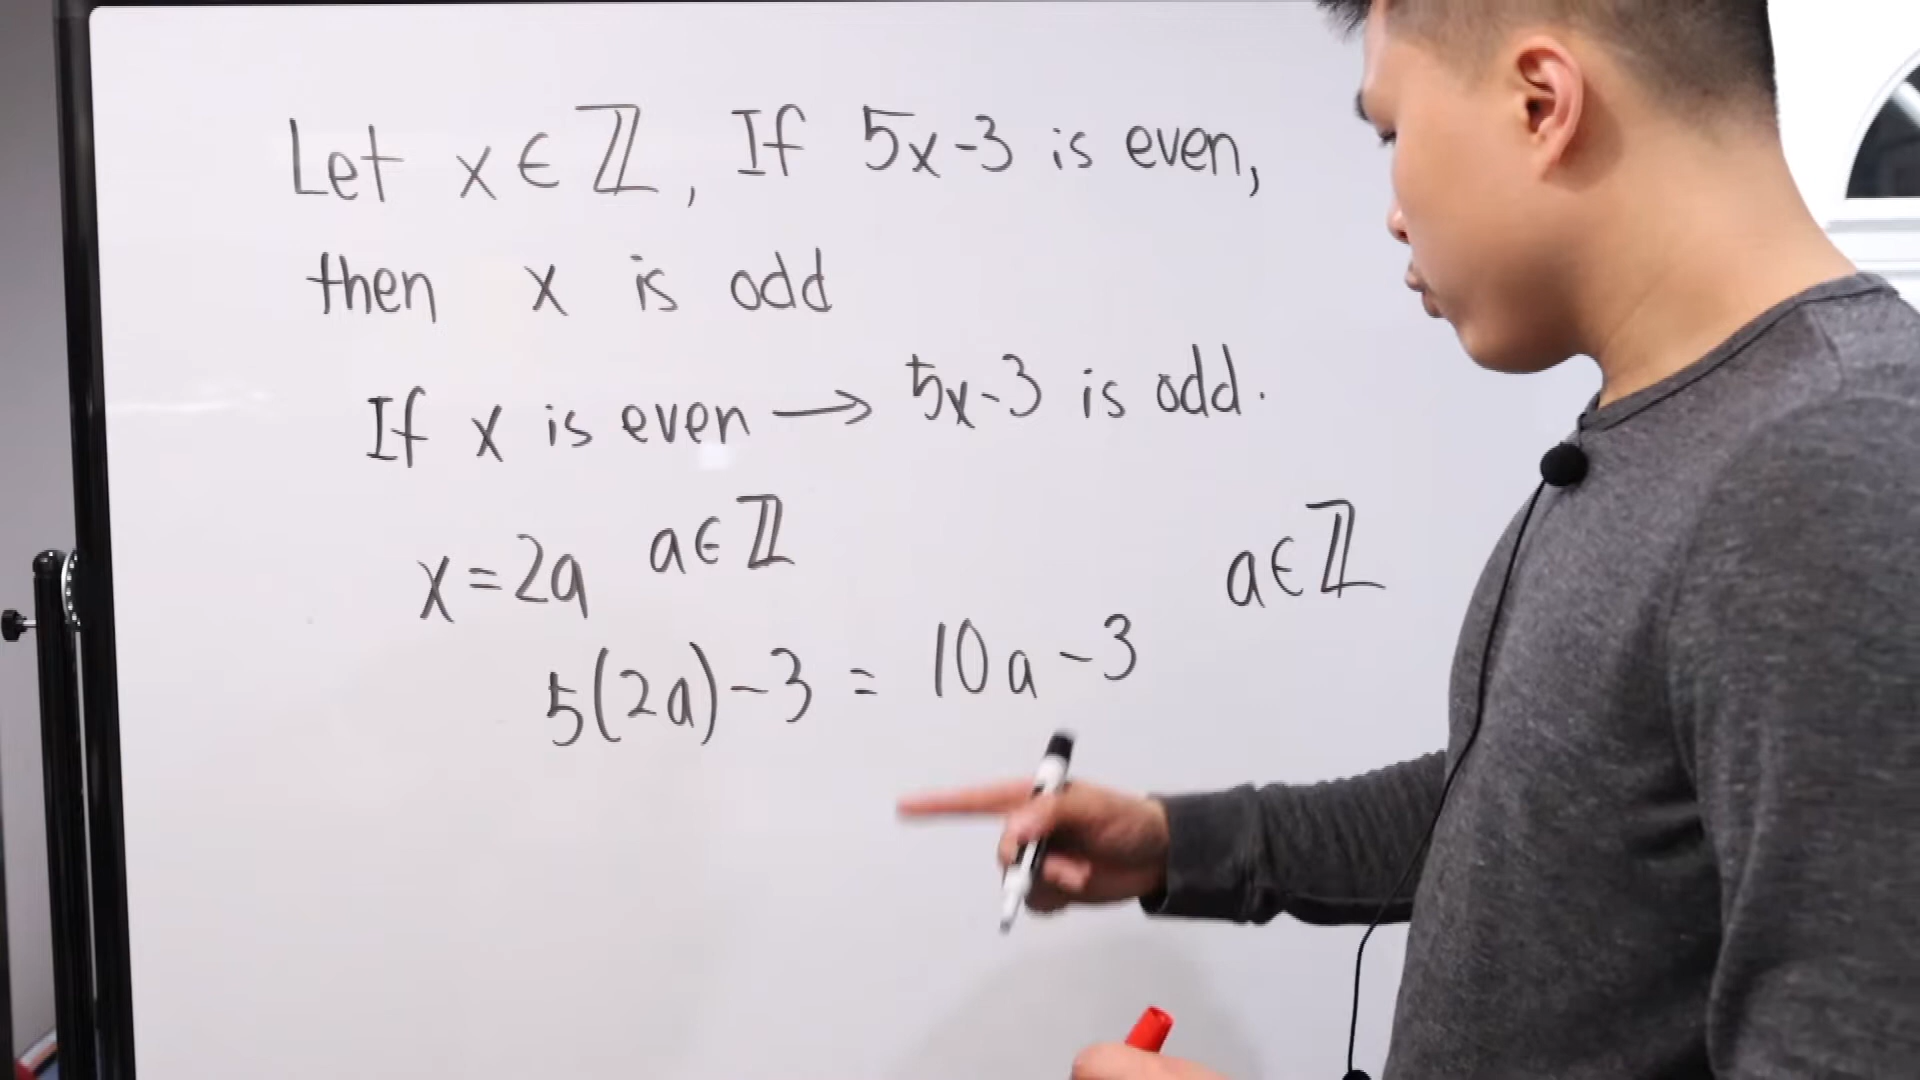 Let x ∈ ℤ, If 5x-3 is even,
then x is odd
If x is even → 5x-3 is odd.
x = 2a a∈ℤ
a∈ℤ
5(2a)-3 = 10a-3